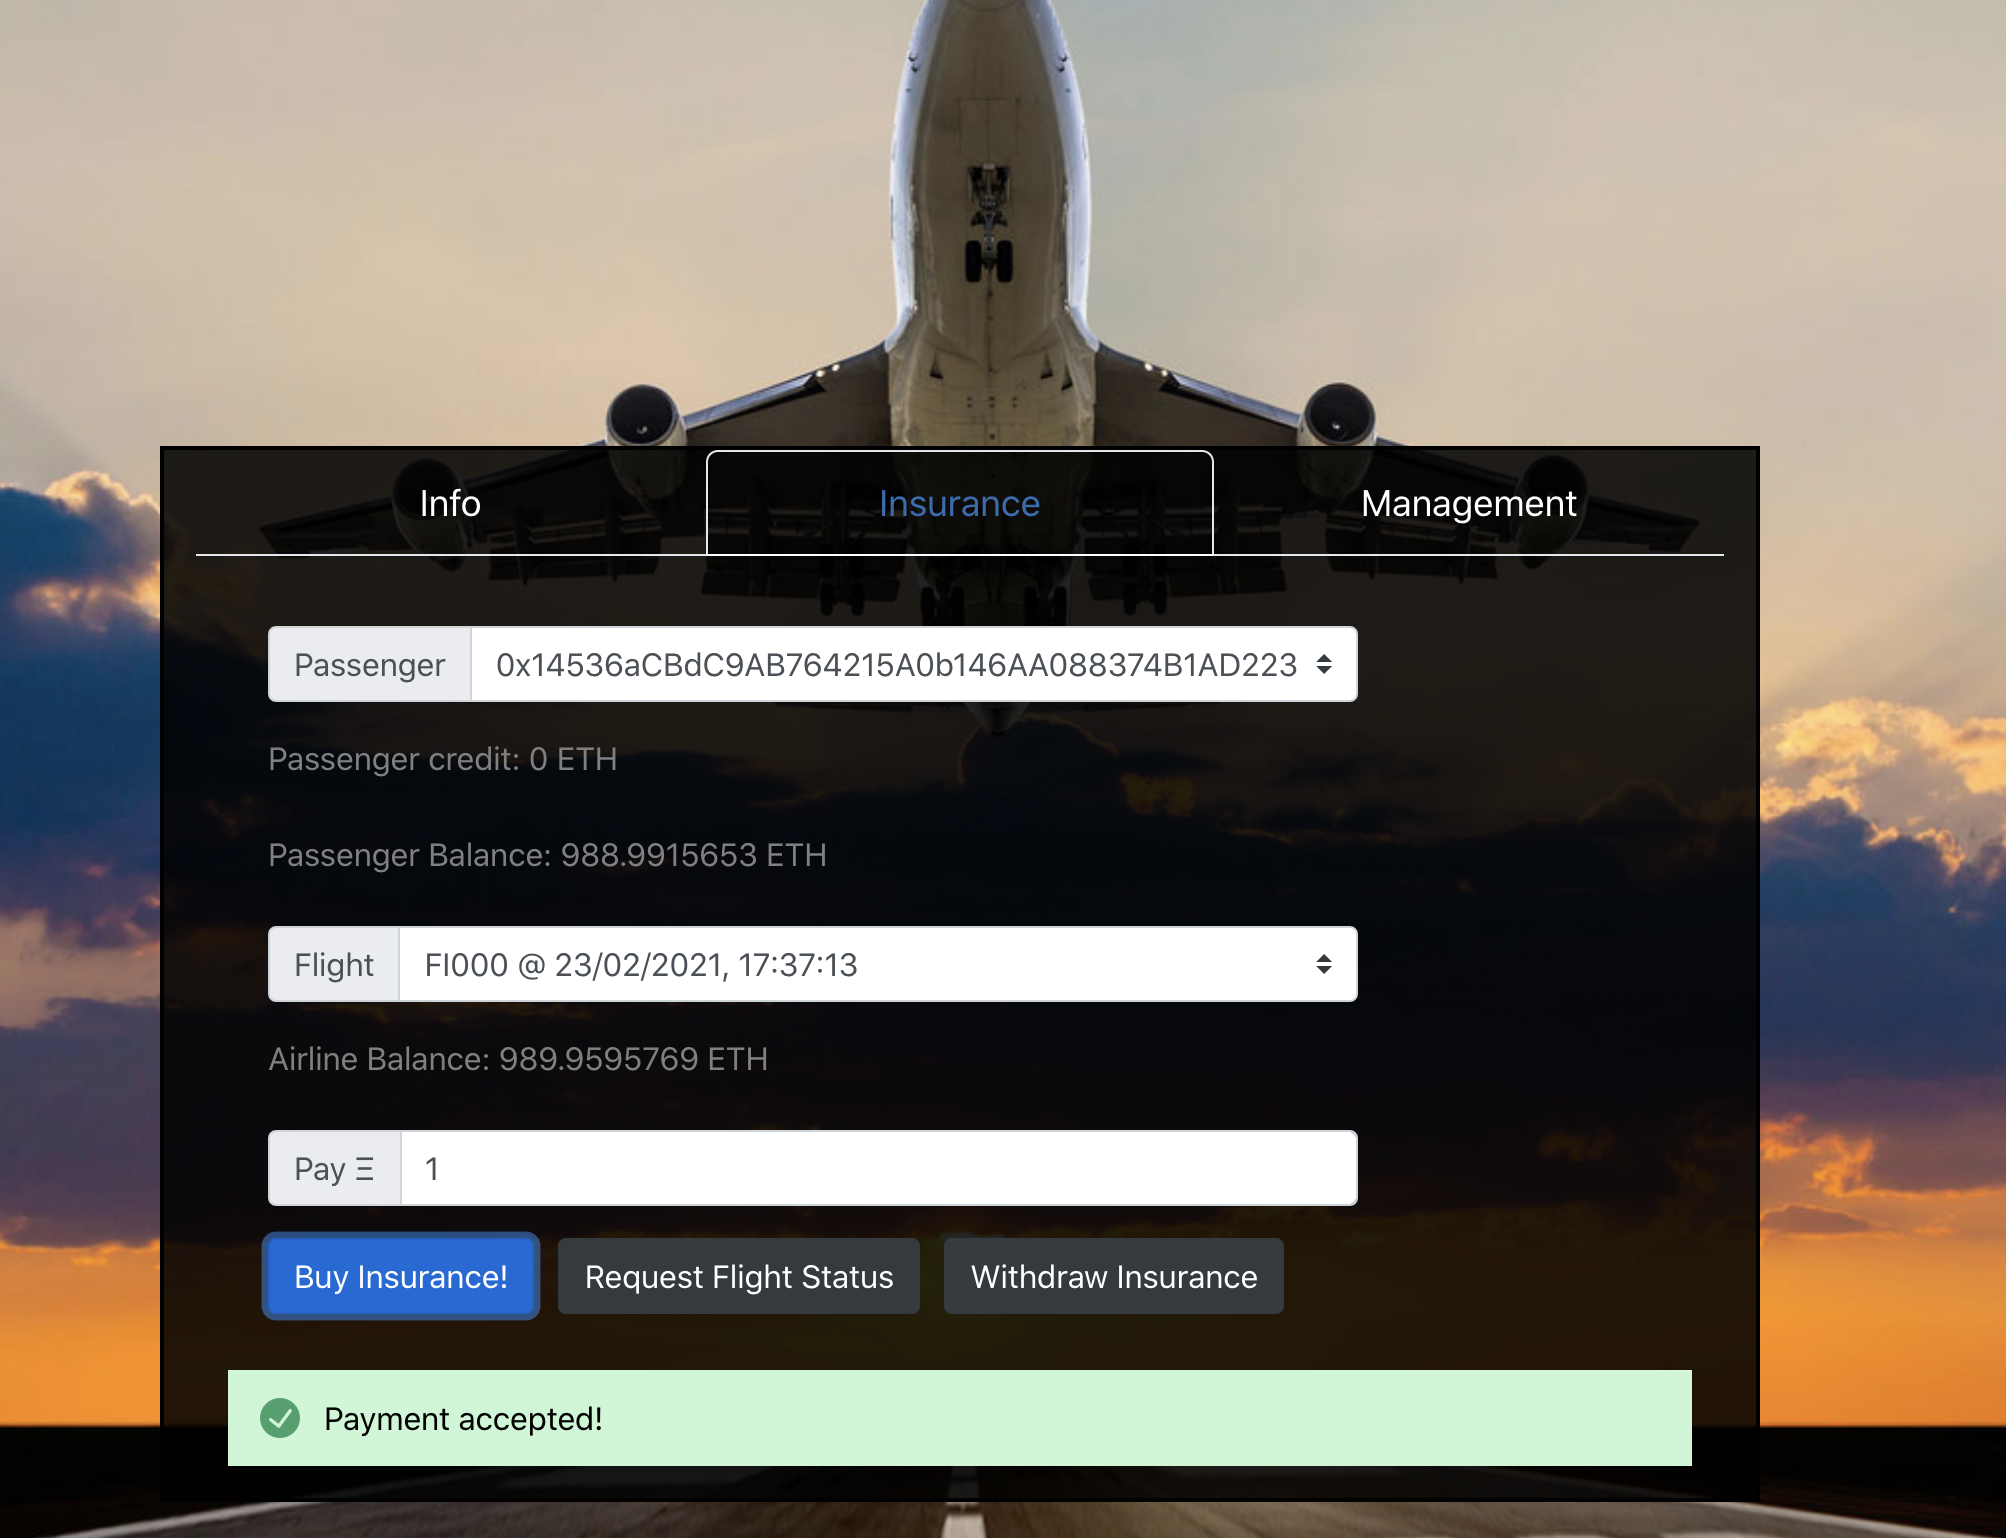 Info Insurance Management
Passenger 0x14536aCBdC9AB764215A0b146AA088374B1AD223
Passenger credit: 0 ETH
Passenger Balance: 988.9915653 ETH
Flight FI000 @ 23/02/2021, 17:37:13
Airline Balance: 989.9595769 ETH
Pay Ξ 1
Buy Insurance! Request Flight Status Withdraw Insurance
Payment accepted!